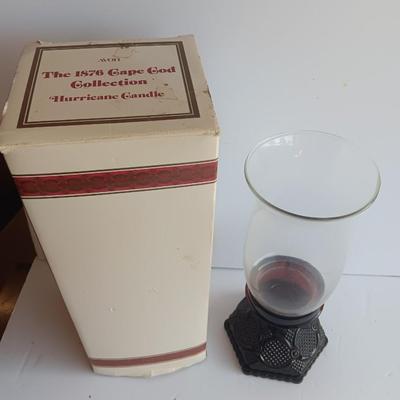 AVON
The 1876 Cape Cod
Collection
Hurricane Candle